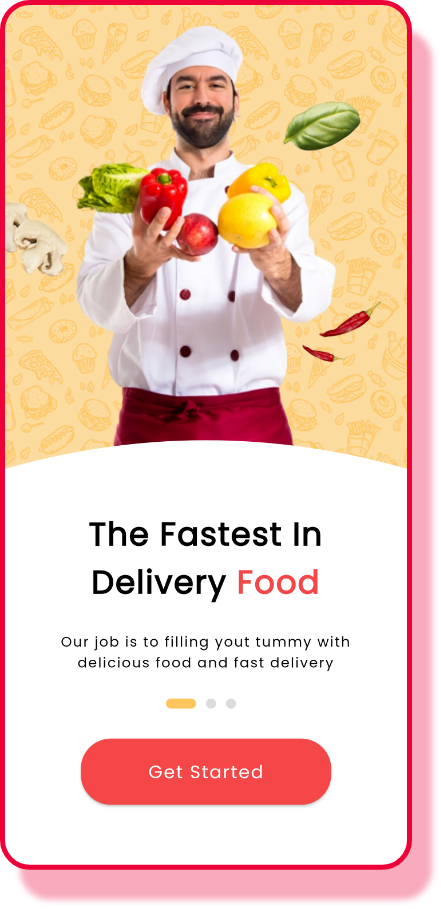 The Fastest In
Delivery Food
Our job is to filling yout tummy with
delicious food and fast delivery
Get Started